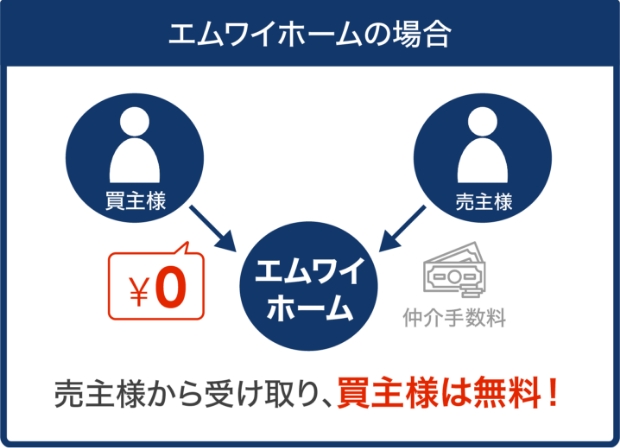 エムワイホームの場合
買主様
売主様
¥0
エムワイ
ホーム
仲介手数料
売主様から受け取り、買主様は無料！